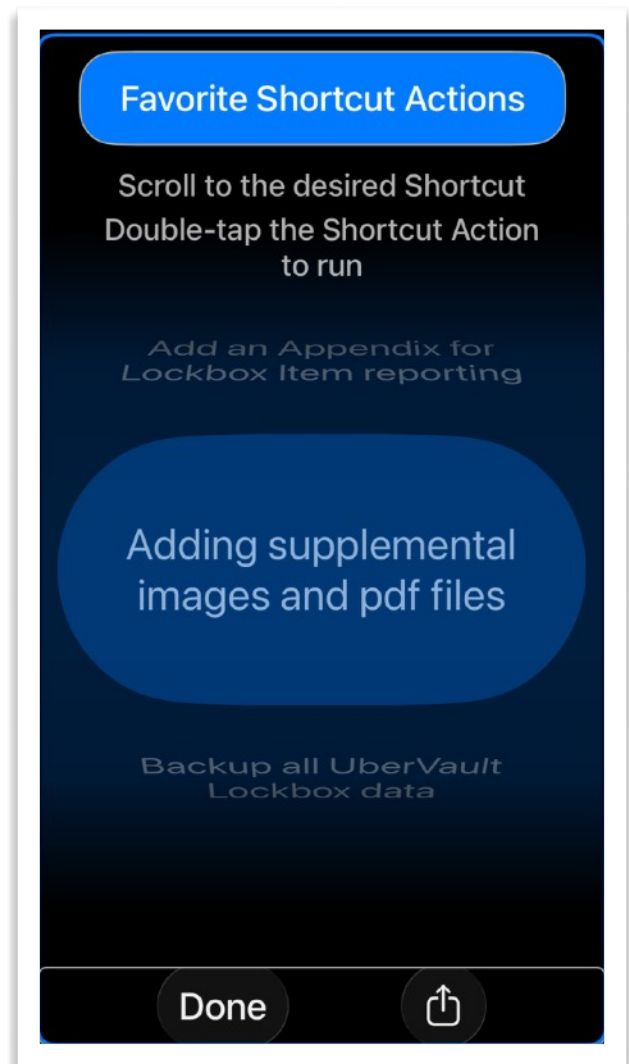 Favorite Shortcut Actions
Scroll to the desired Shortcut
Double-tap the Shortcut Action
to run
Add an Appendix for
Lockbox Item reporting
Adding supplemental
images and pdf files
Backup all UberVault
Lockbox data
Done